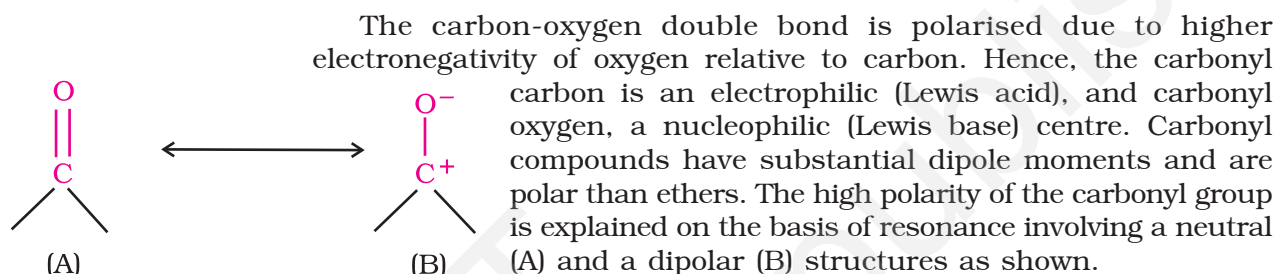 The carbon-oxygen double bond is polarised due to higher
electronegativity of oxygen relative to carbon. Hence, the carbonyl
carbon is an electrophilic (Lewis acid), and carbonyl
oxygen, a nucleophilic (Lewis base) centre. Carbonyl
compounds have substantial dipole moments and are
polar than ethers. The high polarity of the carbonyl group
is explained on the basis of resonance involving a neutral
(A) and a dipolar (B) structures as shown.
O
C
(A)
O−
C+
(B)